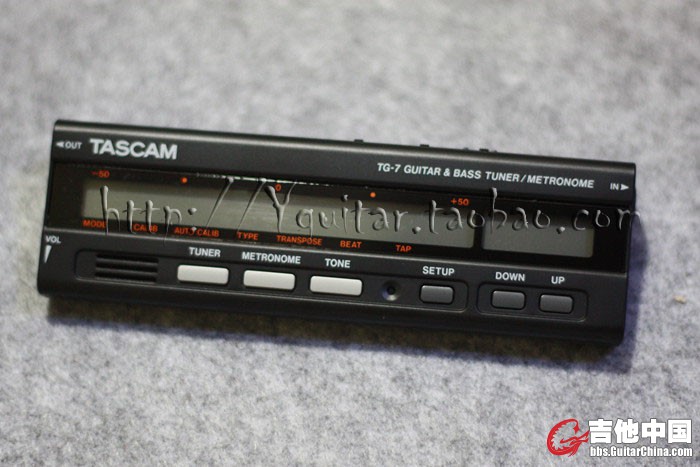 ◄OUT TASCAM
TG-7 GUITAR & BASS TUNER/METRONOME IN►
-50 0 +50
http://Yguitar.taobao.com/
MODE CALIB AUTO CALIB TYPE TRANSPOSE BEAT TAP
VOL
TUNER METRONOME TONE SETUP DOWN UP
吉他中国
bbs.GuitarChina.com